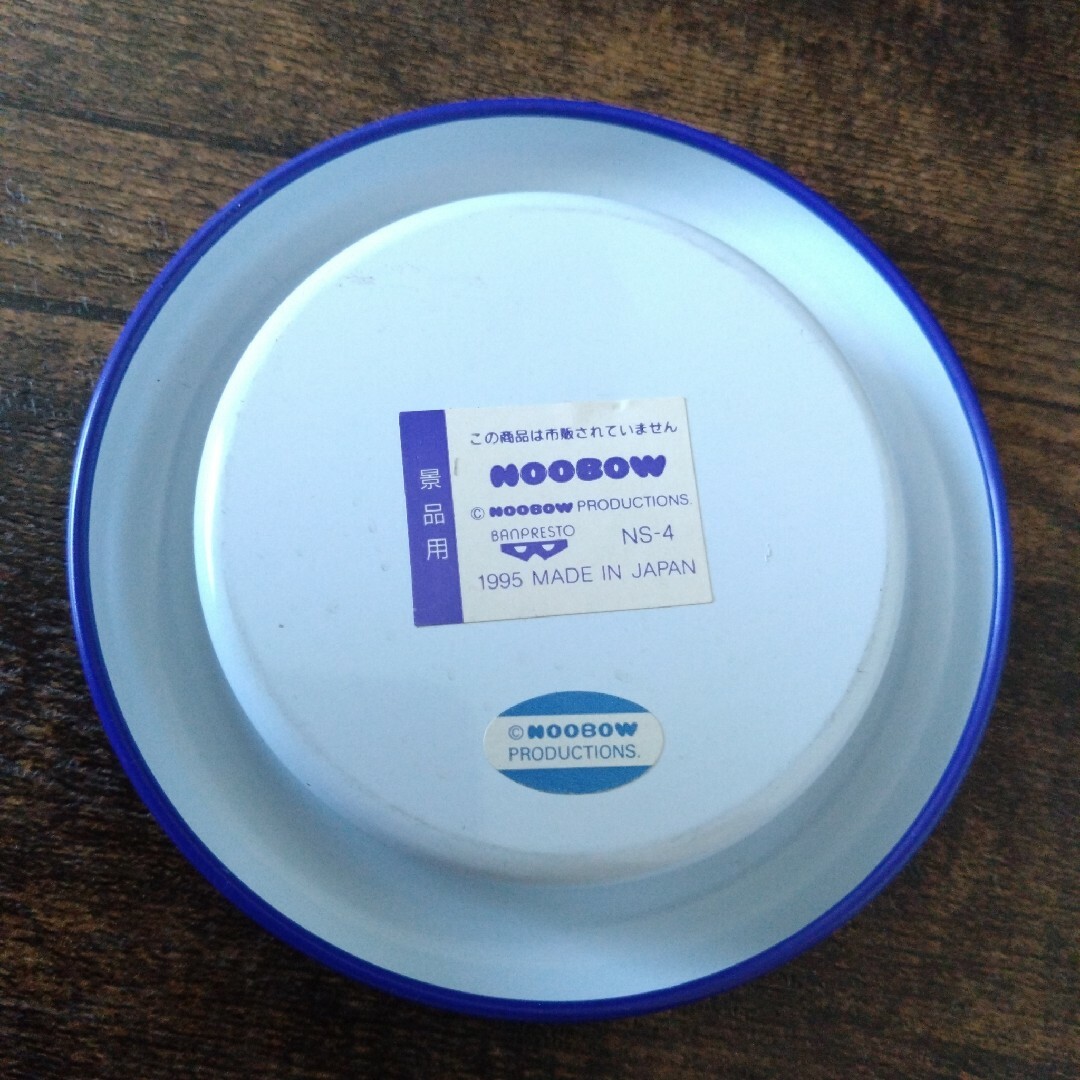 景品用
この商品は市販されていません
NOOBOW
© NOOBOW PRODUCTIONS.
BANPRESTO NS-4
1995 MADE IN JAPAN
© NOOBOW
PRODUCTIONS.